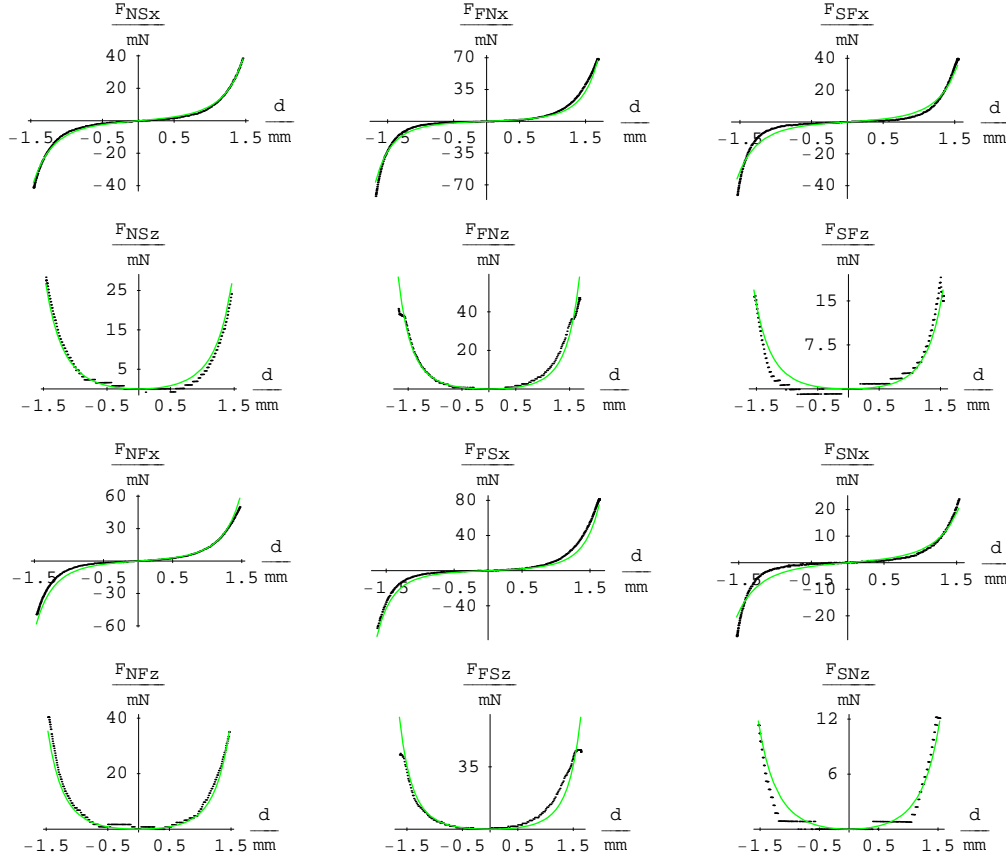 F_NSx F_FNx F_SFx
mN mN mN
40 70 40
20 35 20
d d d
-1.5 -0.5 0.5 1.5 mm -1.5 -0.5 0.5 1.5 mm -1.5 -0.5 0.5 1.5 mm
-20 -35 -20
-40 -70 -40
F_NSz F_FNz F_SFz
mN mN mN
25 40 15
15 20 7.5
5
d d d
-1.5 -0.5 0.5 1.5 mm -1.5 -0.5 0.5 1.5 mm -1.5 -0.5 0.5 1.5 mm
F_NFx F_FSx F_SNx
mN mN mN
60 80 20
30 40 10
d d d
-1.5 -0.5 0.5 1.5 mm -1.5 -0.5 0.5 1.5 mm -1.5 -0.5 0.5 1.5 mm
-30 -40 -10
-60 -20
F_NFz F_FSz F_SNz
mN mN mN
40 35 12
20 6
d d d
-1.5 -0.5 0.5 1.5 mm -1.5 -0.5 0.5 1.5 mm -1.5 -0.5 0.5 1.5 mm